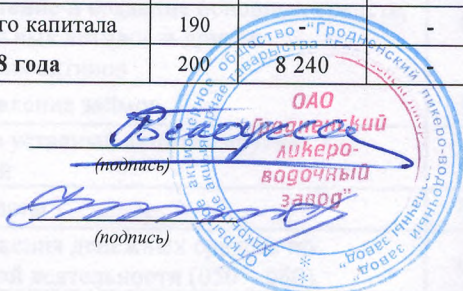 го капитала 190 - -
8 года 200 8 240 -
Открытое акционерное общество "Гродненский ликеро-водочный завод"
ОАО
"Гродненский
ликеро-
водочный
завод"
(подпись)
(подпись)